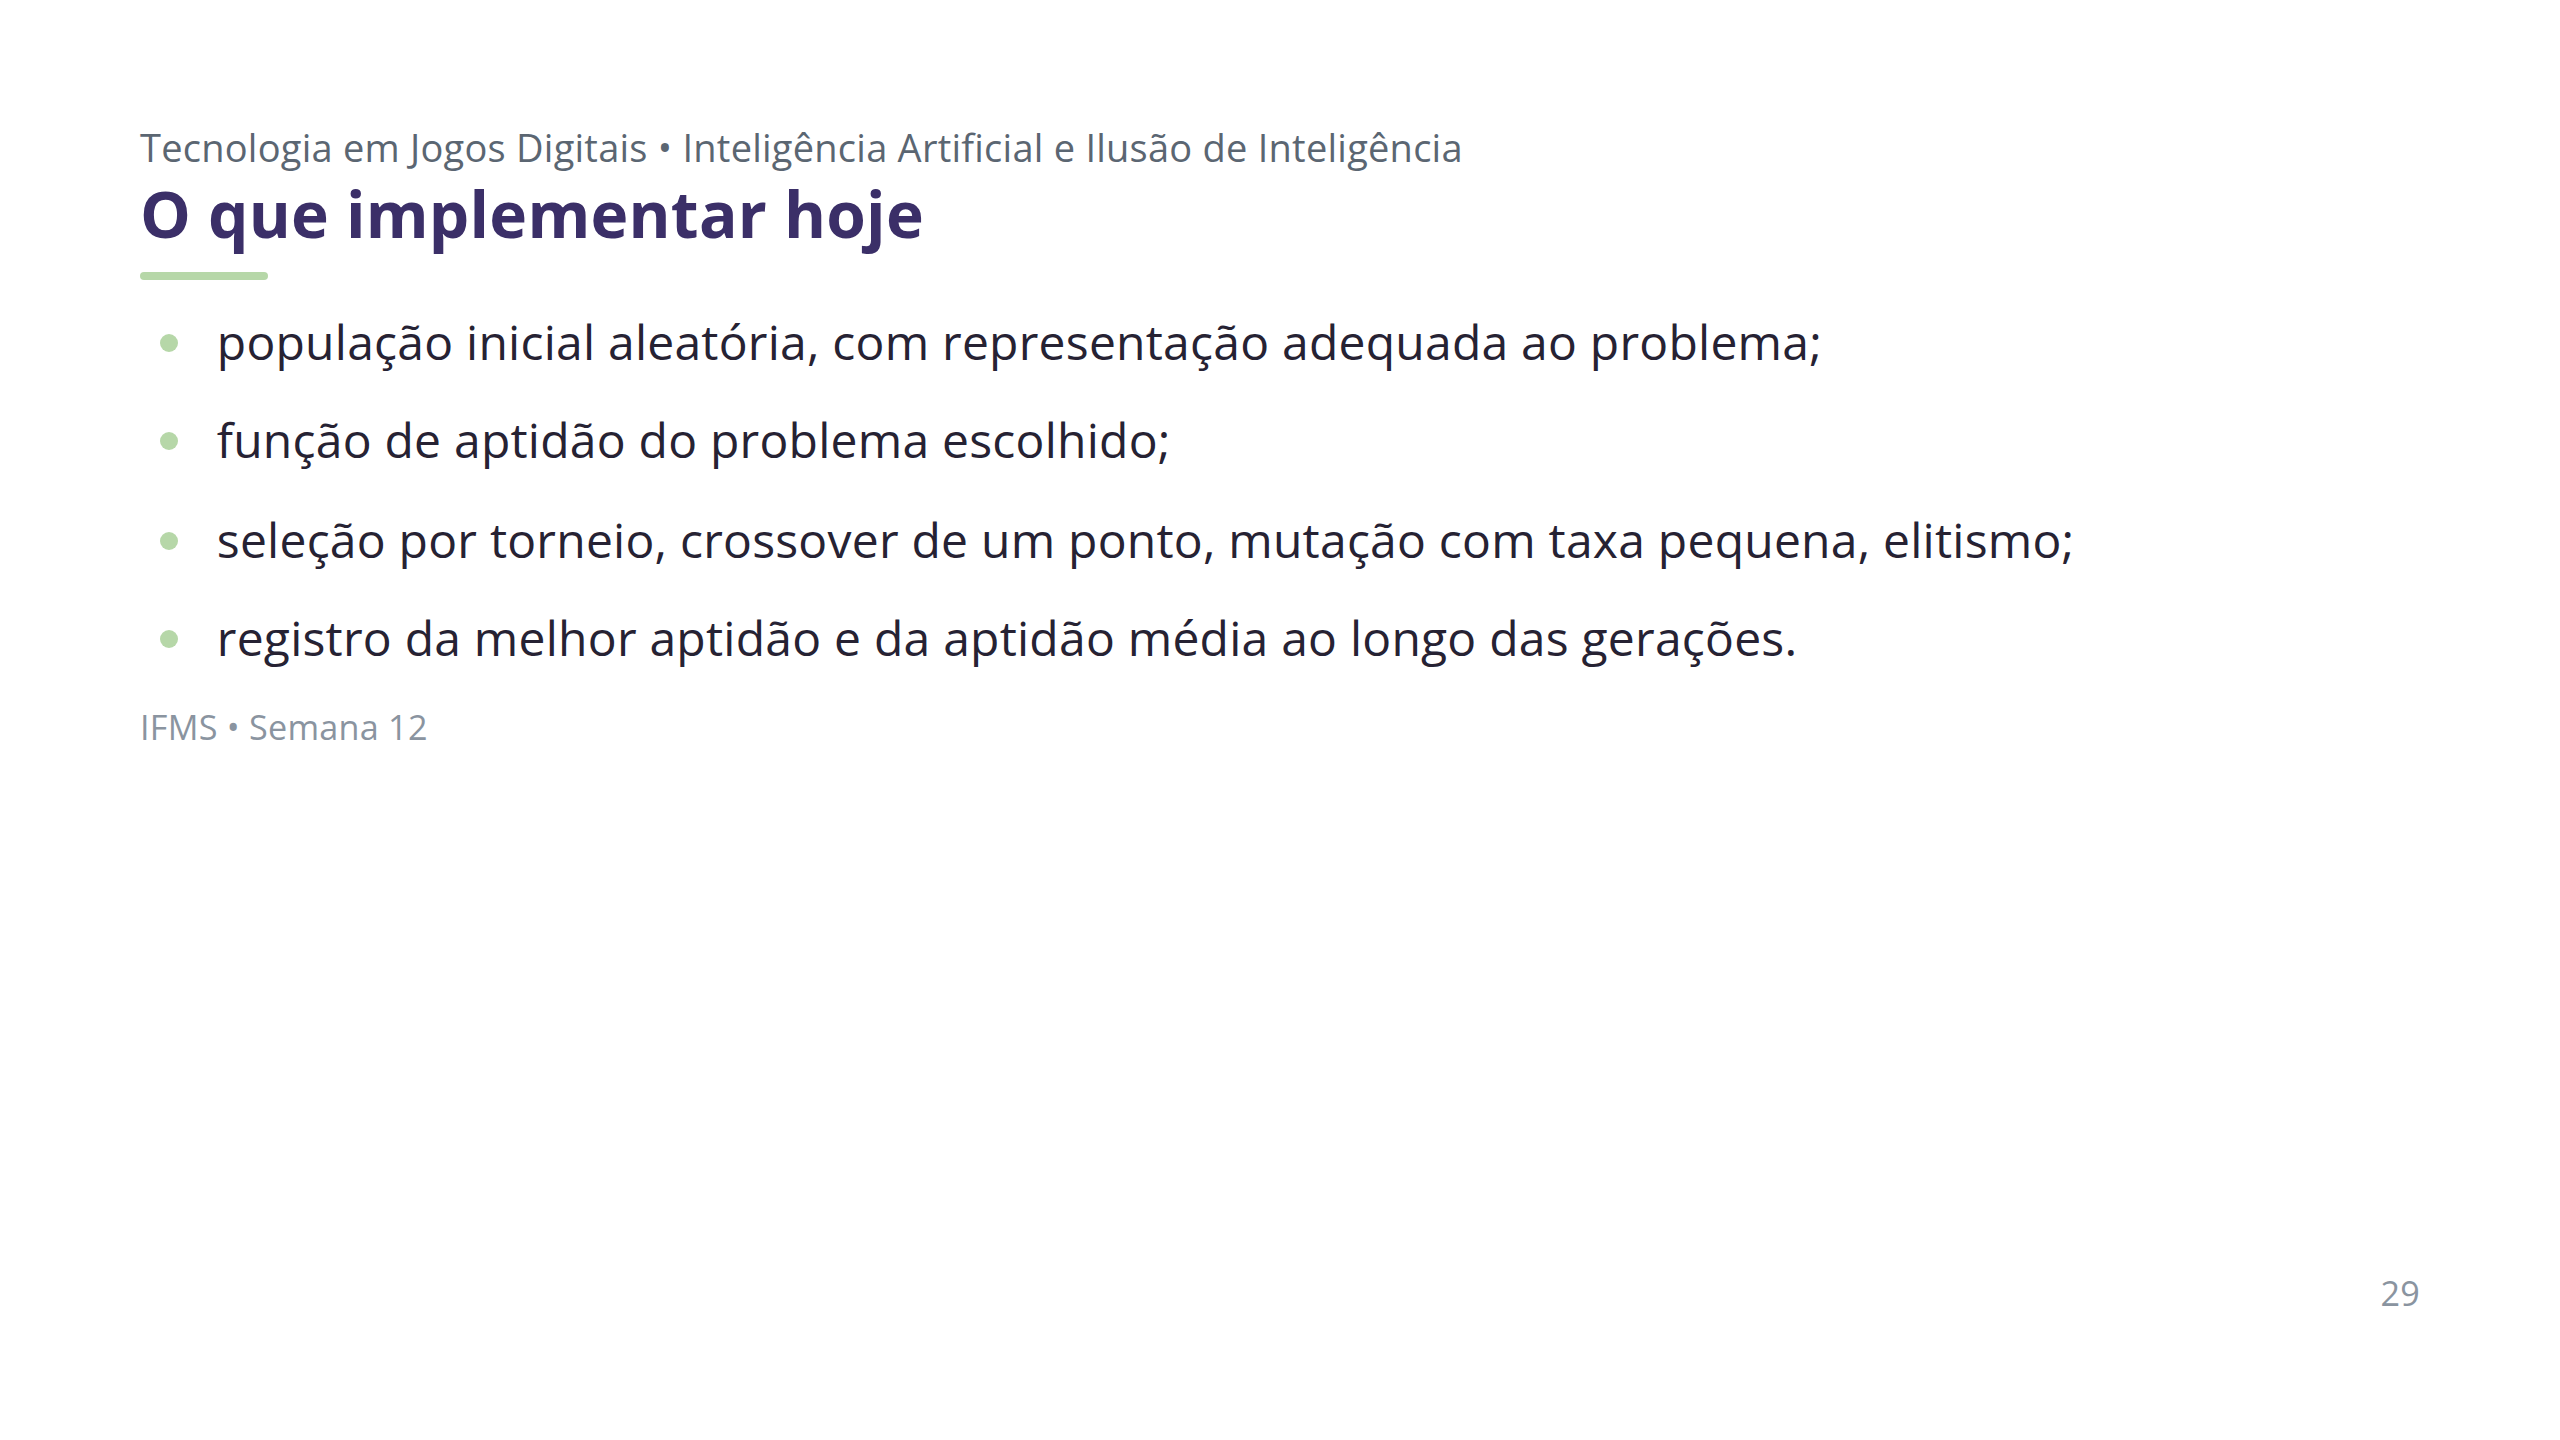 Tecnologia em Jogos Digitais • Inteligência Artificial e Ilusão de Inteligência
O que implementar hoje
• população inicial aleatória, com representação adequada ao problema;
• função de aptidão do problema escolhido;
• seleção por torneio, crossover de um ponto, mutação com taxa pequena, elitismo;
• registro da melhor aptidão e da aptidão média ao longo das gerações.
IFMS • Semana 12
29